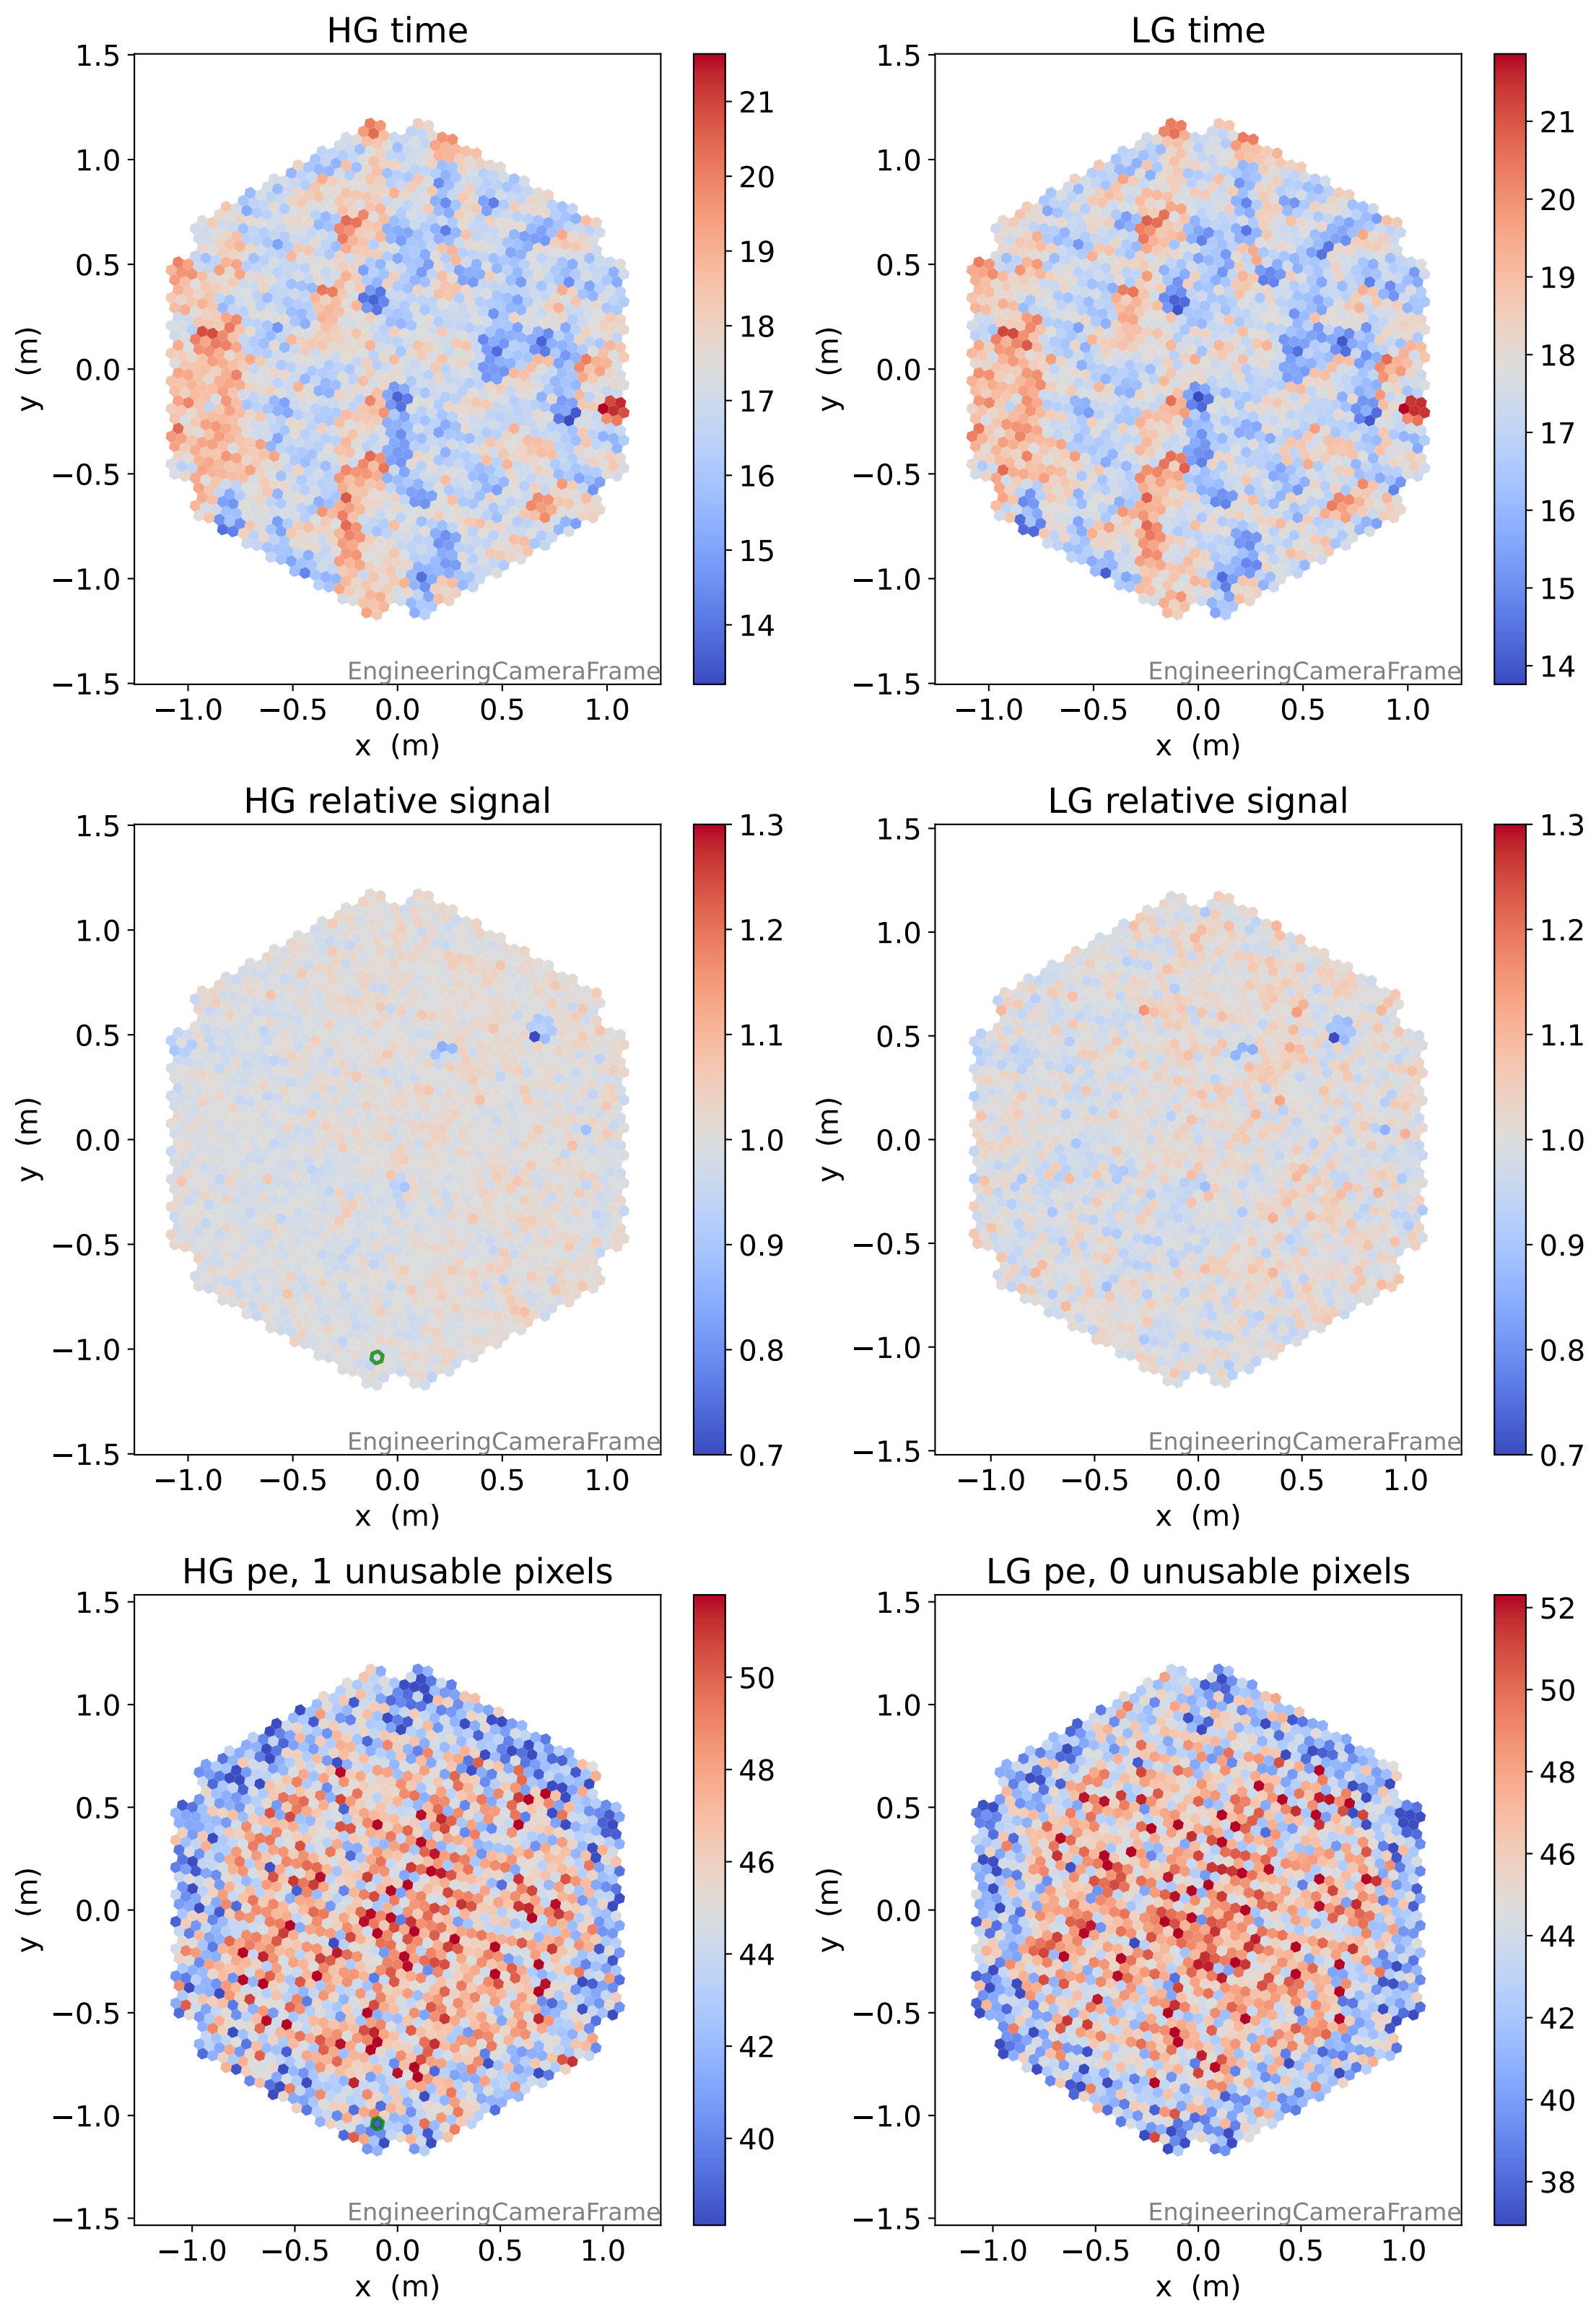 HG time
1.5
1.0
0.5
0.0
−0.5
−1.0
−1.5
y (m)
−1.0 −0.5 0.0 0.5 1.0
x (m)
EngineeringCameraFrame
21
20
19
18
17
16
15
14
LG time
1.5
1.0
0.5
0.0
−0.5
−1.0
−1.5
y (m)
−1.0 −0.5 0.0 0.5 1.0
x (m)
EngineeringCameraFrame
21
20
19
18
17
16
15
14
HG relative signal
1.5
1.0
0.5
0.0
−0.5
−1.0
−1.5
y (m)
−1.0 −0.5 0.0 0.5 1.0
x (m)
EngineeringCameraFrame
1.3
1.2
1.1
1.0
0.9
0.8
0.7
LG relative signal
1.5
1.0
0.5
0.0
−0.5
−1.0
−1.5
y (m)
−1.0 −0.5 0.0 0.5 1.0
x (m)
EngineeringCameraFrame
1.3
1.2
1.1
1.0
0.9
0.8
0.7
HG pe, 1 unusable pixels
1.5
1.0
0.5
0.0
−0.5
−1.0
−1.5
y (m)
−1.0 −0.5 0.0 0.5 1.0
x (m)
EngineeringCameraFrame
50
48
46
44
42
40
LG pe, 0 unusable pixels
1.5
1.0
0.5
0.0
−0.5
−1.0
−1.5
y (m)
−1.0 −0.5 0.0 0.5 1.0
x (m)
EngineeringCameraFrame
52
50
48
46
44
42
40
38